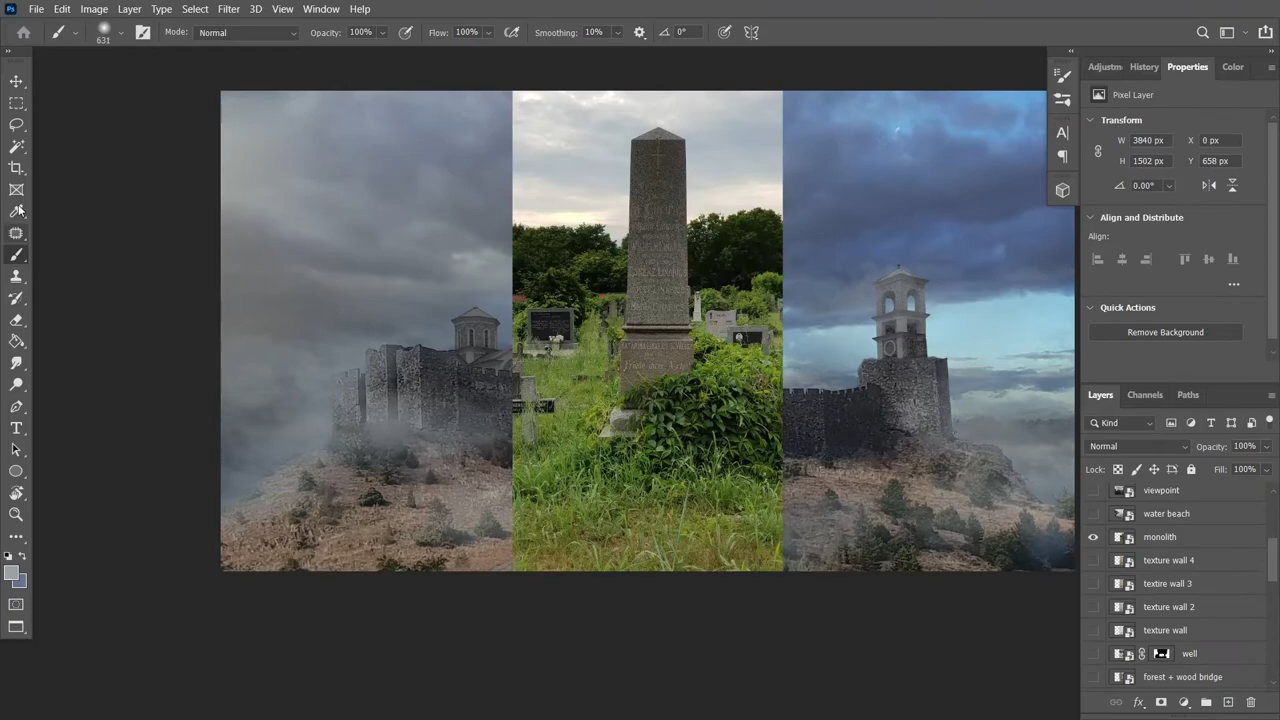 Ps File Edit Image Layer Type Select Filter 3D View Window Help
631 Mode: Normal Opacity: 100% Flow: 100% Smoothing: 10% 0°
Adjustm History Properties Color
Pixel Layer
Transform
W 3840 px X 0 px
H 1502 px Y 658 px
0.00°
Align and Distribute
Align:
Quick Actions
Remove Background
Layers Channels Paths
Kind
Normal Opacity: 100%
Lock: Fill: 100%
viewpoint
water beach
monolith
texture wall 4
textire wall 3
texture wall 2
texture wall
well
forest + wood bridge